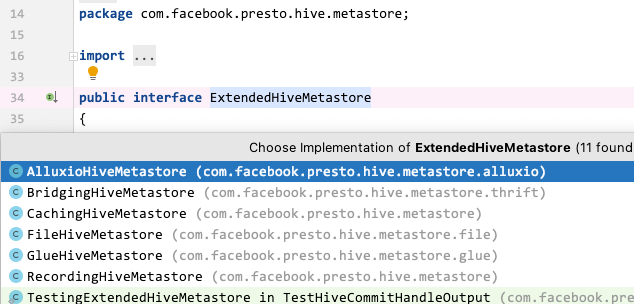 14 package com.facebook.presto.hive.metastore;
15
16 import ...
33
34 public interface ExtendedHiveMetastore
35 {
Choose Implementation of ExtendedHiveMetastore (11 found
C AlluxioHiveMetastore (com.facebook.presto.hive.metastore.alluxio)
C BridgingHiveMetastore (com.facebook.presto.hive.metastore.thrift)
C CachingHiveMetastore (com.facebook.presto.hive.metastore)
C FileHiveMetastore (com.facebook.presto.hive.metastore.file)
C GlueHiveMetastore (com.facebook.presto.hive.metastore.glue)
C RecordingHiveMetastore (com.facebook.presto.hive.metastore)
C TestingExtendedHiveMetastore in TestHiveCommitHandleOutput (com.facebook.pre